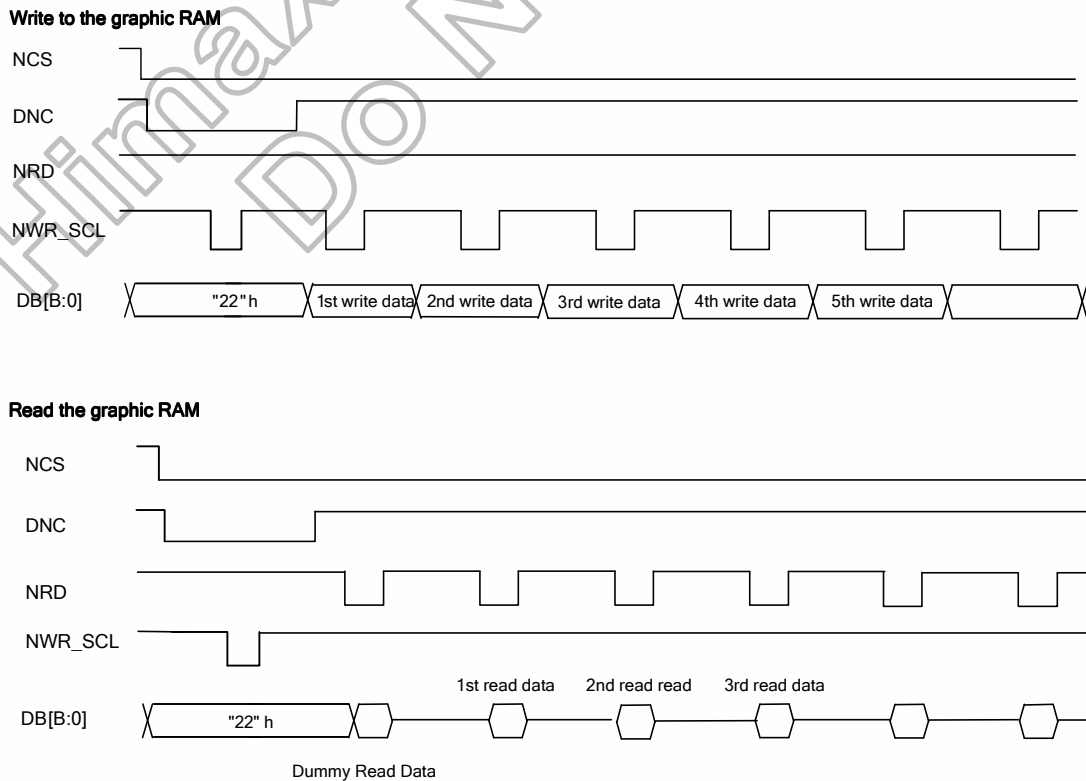 Write to the graphic RAM
NCS
DNC
NRD
NWR_SCL
DB[B:0] "22"h 1st write data 2nd write data 3rd write data 4th write data 5th write data
Read the graphic RAM
NCS
DNC
NRD
NWR_SCL
1st read data 2nd read read 3rd read data
DB[B:0] "22" h
Dummy Read Data
Himax
Do N